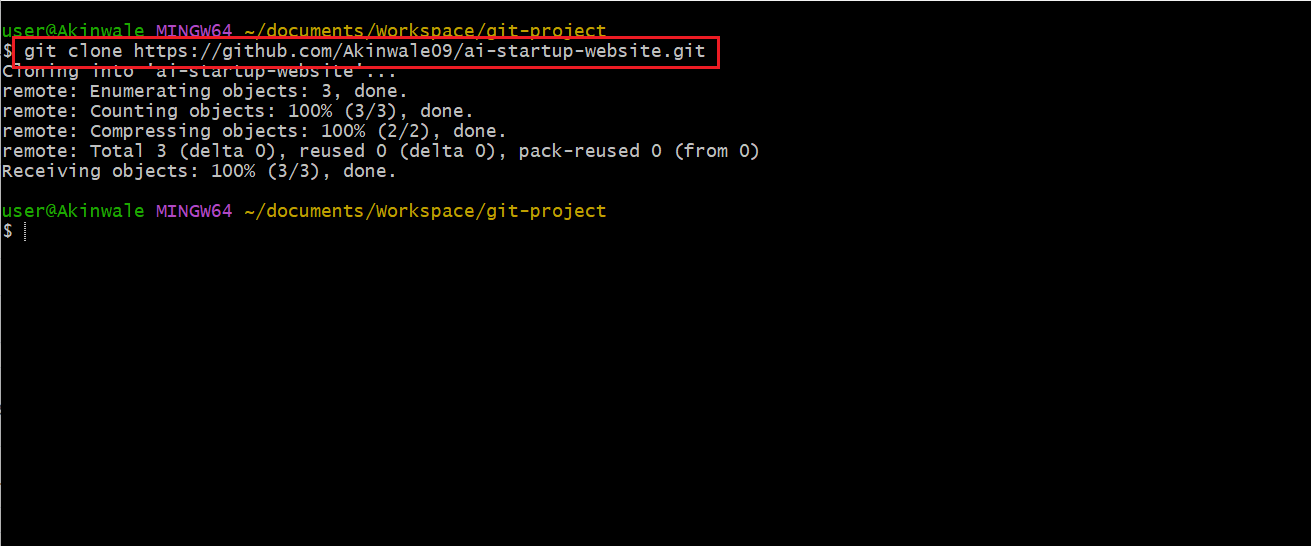 user@Akinwale MINGW64 ~/documents/Workspace/git-project
$ git clone https://github.com/Akinwale09/ai-startup-website.git
Cloning into 'ai-startup-website'...
remote: Enumerating objects: 3, done.
remote: Counting objects: 100% (3/3), done.
remote: Compressing objects: 100% (2/2), done.
remote: Total 3 (delta 0), reused 0 (delta 0), pack-reused 0 (from 0)
Receiving objects: 100% (3/3), done.
user@Akinwale MINGW64 ~/documents/Workspace/git-project
$